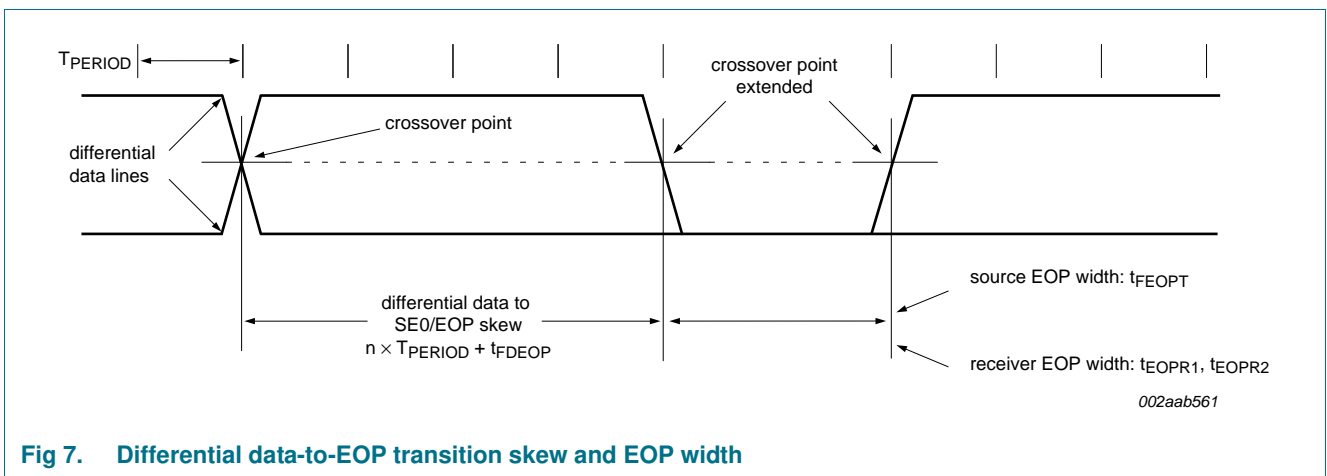 TPERIOD
crossover point
extended
crossover point
differential
data lines
differential data to
SE0/EOP skew
n × TPERIOD + tFDEOP
source EOP width: tFEOPT
receiver EOP width: tEOPR1, tEOPR2
002aab561
Fig 7. Differential data-to-EOP transition skew and EOP width